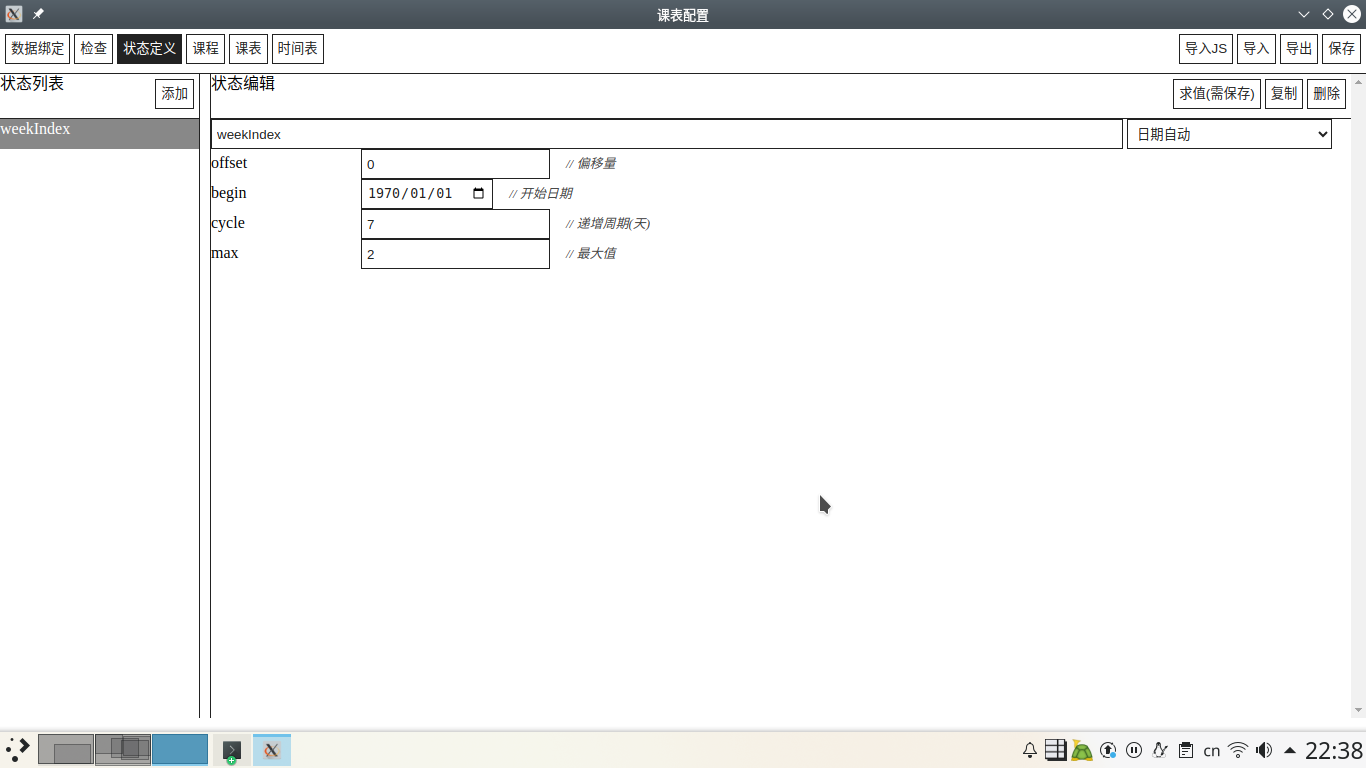 课表配置
数据绑定 检查 状态定义 课程 课表 时间表 导入JS 导入 导出 保存
状态列表 添加 状态编辑 求值(需保存) 复制 删除
weekIndex weekIndex 日期自动
offset 0 // 偏移量
begin 1970/01/01 // 开始日期
cycle 7 // 递增周期(天)
max 2 // 最大值
cn 22:38